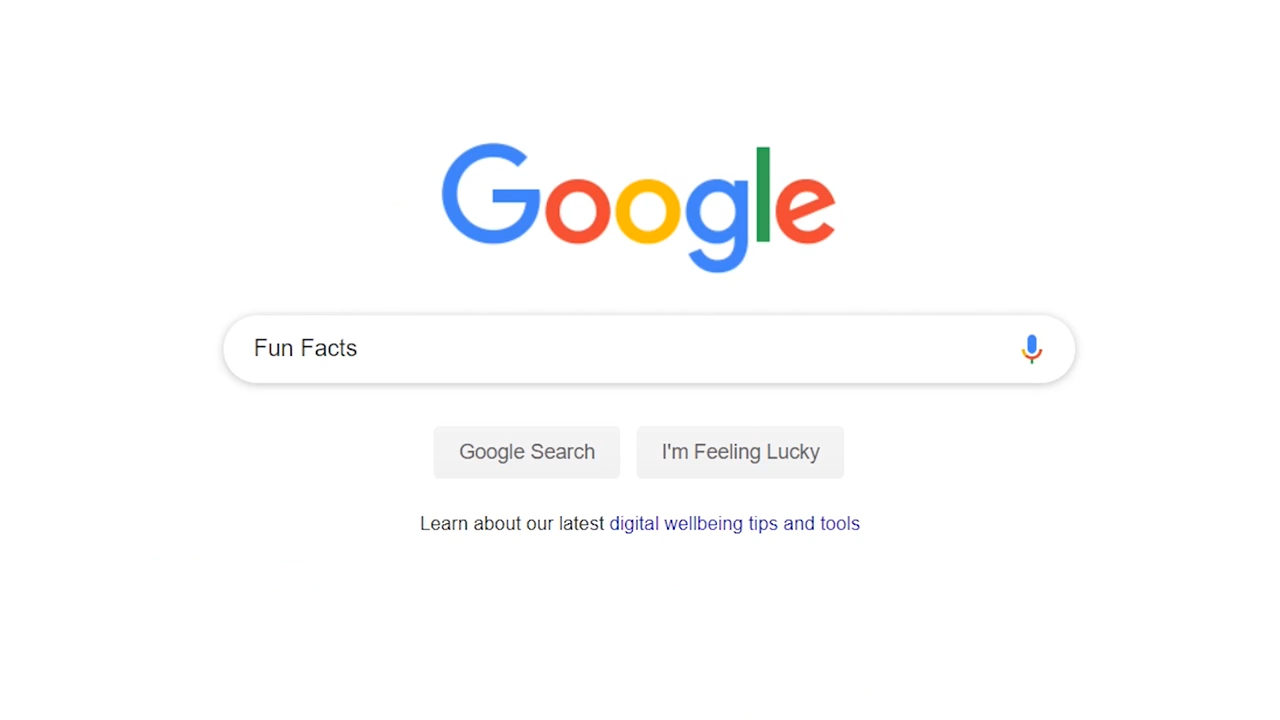 Google
Fun Facts
Google Search I'm Feeling Lucky
Learn about our latest digital wellbeing tips and tools